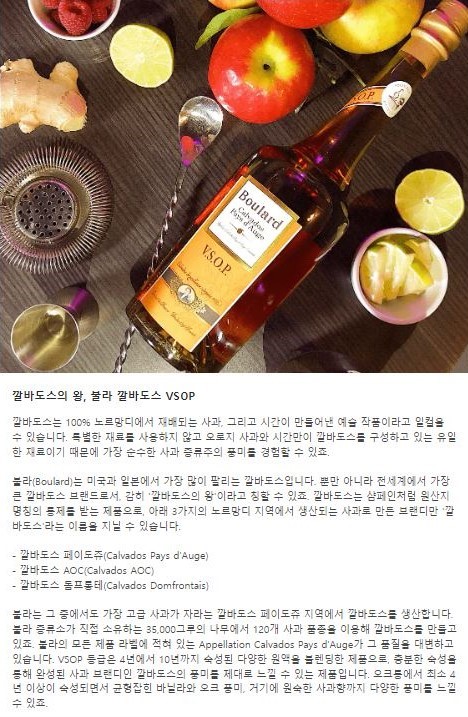 V.S.O.P.
Boulard
Calvados
Pays d'Auge
V.S.O.P.
깔바도스의 왕, 불라 깔바도스 VSOP
깔바도스는 100% 노르망디에서 재배되는 사과, 그리고 시간이 만들어낸 예술 작품이라고 일컬을
수 있습니다. 특별한 재료를 사용하지 않고 오로지 사과와 시간만이 깔바도스를 구성하고 있는 유일
한 재료이기 때문에 가장 순수한 사과 증류주의 풍미를 경험할 수 있죠.
불라(Boulard)는 미국과 일본에서 가장 많이 팔리는 깔바도스입니다. 뿐만 아니라 전세계에서 가장
큰 깔바도스 브랜드로서, 감히 '깔바도스의 왕'이라고 칭할 수 있죠. 깔바도스는 샴페인처럼 원산지
명칭의 통제를 받는 제품으로, 아래 3가지의 노르망디 지역에서 생산되는 사과로 만든 브랜디만 '깔바
도스'라는 이름을 지닐 수 있습니다.
- 깔바도스 페이도쥬(Calvados Pays d'Auge)
- 깔바도스 AOC(Calvados AOC)
- 깔바도스 돔프롱테(Calvados Domfrontais)
불라는 그 중에서도 가장 고급 사과가 자라는 깔바도스 페이도쥬 지역에서 깔바도스를 생산합니다.
불라 증류소가 직접 소유하는 35,000그루의 나무에서 120개 사과 품종을 이용해 깔바도스를 만들고
있죠. 불라의 모든 제품 라벨에 적혀 있는 Appellation Calvados Pays d'Auge가 그 품질을 대변하고
있습니다. VSOP 등급은 4년에서 10년까지 숙성된 다양한 원액을 블렌딩한 제품으로, 충분한 숙성을
통해 완성된 사과 브랜디인 깔바도스의 풍미를 제대로 느낄 수 있는 제품입니다. 오크통에서 최소 4
년 이상이 숙성되면서 균형잡힌 바닐라와 오크 풍미, 거기에 원숙한 사과향까지 다양한 풍미를 느낄
수 있죠.